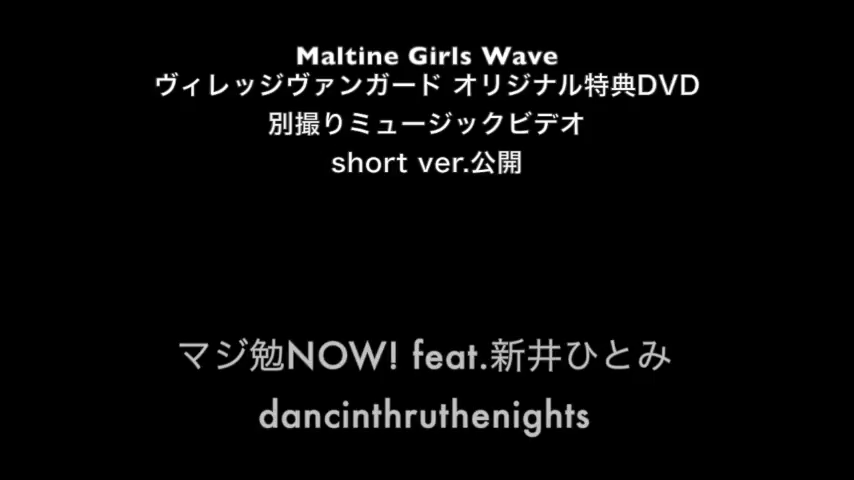 Maltine Girls Wave
ヴィレッジヴァンガード オリジナル特典DVD
別撮りミュージックビデオ
short ver.公開
マジ勉NOW! feat.新井ひとみ
dancinthruthenights